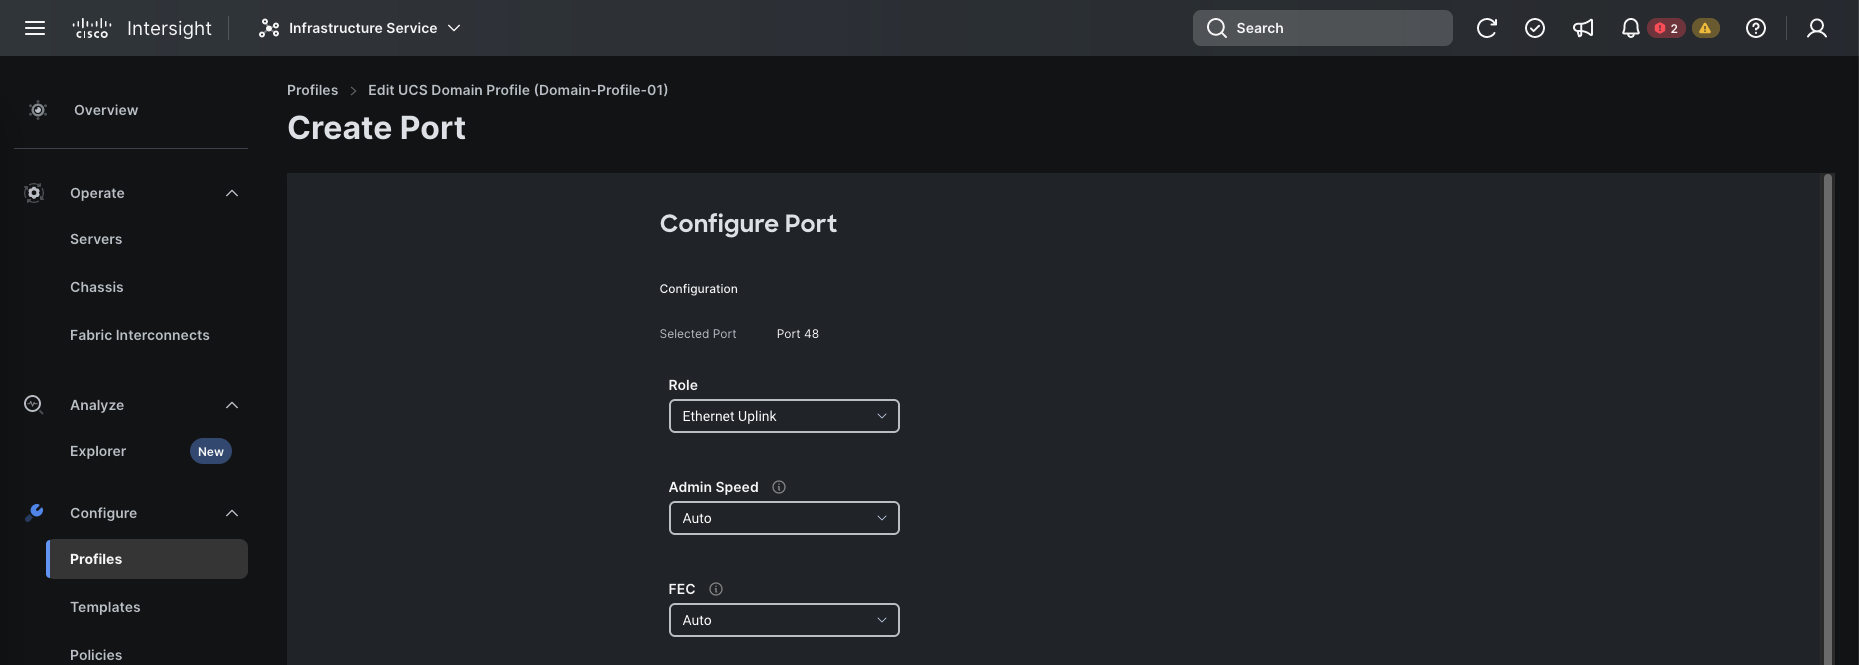 CISCO Intersight
Infrastructure Service
Search
2
Overview
Operate
Servers
Chassis
Fabric Interconnects
Analyze
Explorer New
Configure
Profiles
Templates
Policies
Profiles > Edit UCS Domain Profile (Domain-Profile-01)
Create Port
Configure Port
Configuration
Selected Port Port 48
Role
Ethernet Uplink
Admin Speed
Auto
FEC
Auto